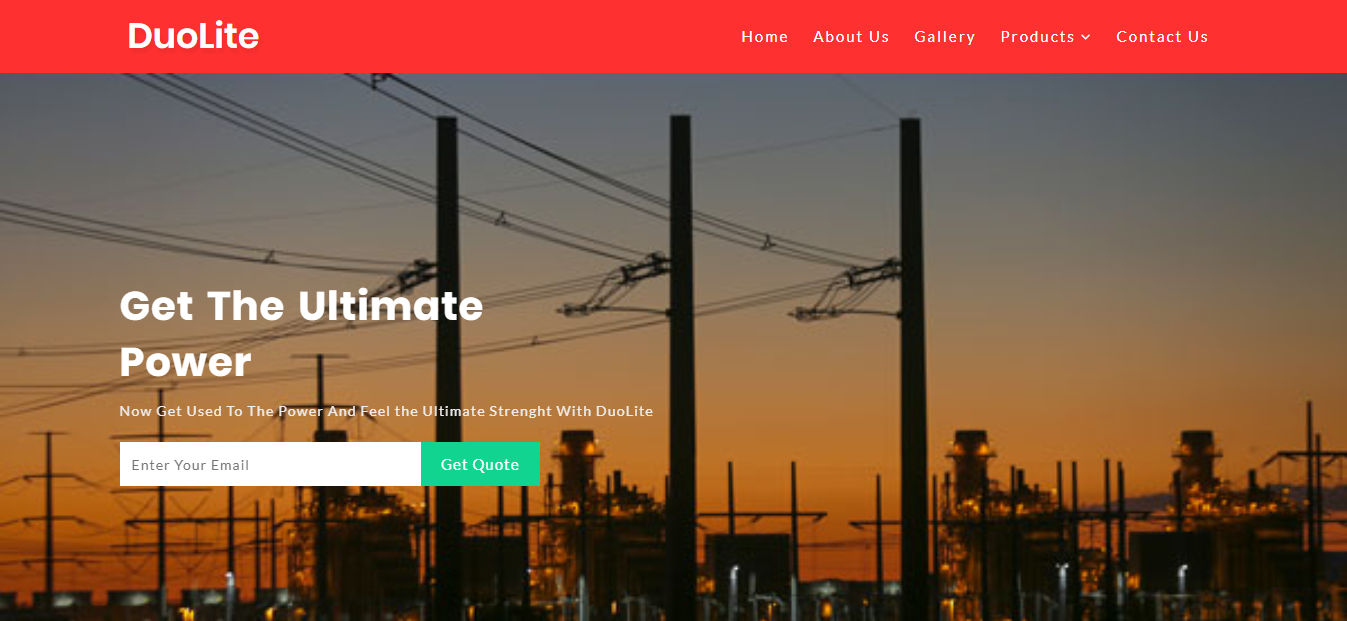 DuoLite
Home About Us Gallery Products Contact Us
Get The Ultimate
Power
Now Get Used To The Power And Feel the Ultimate Strenght With DuoLite
Enter Your Email Get Quote